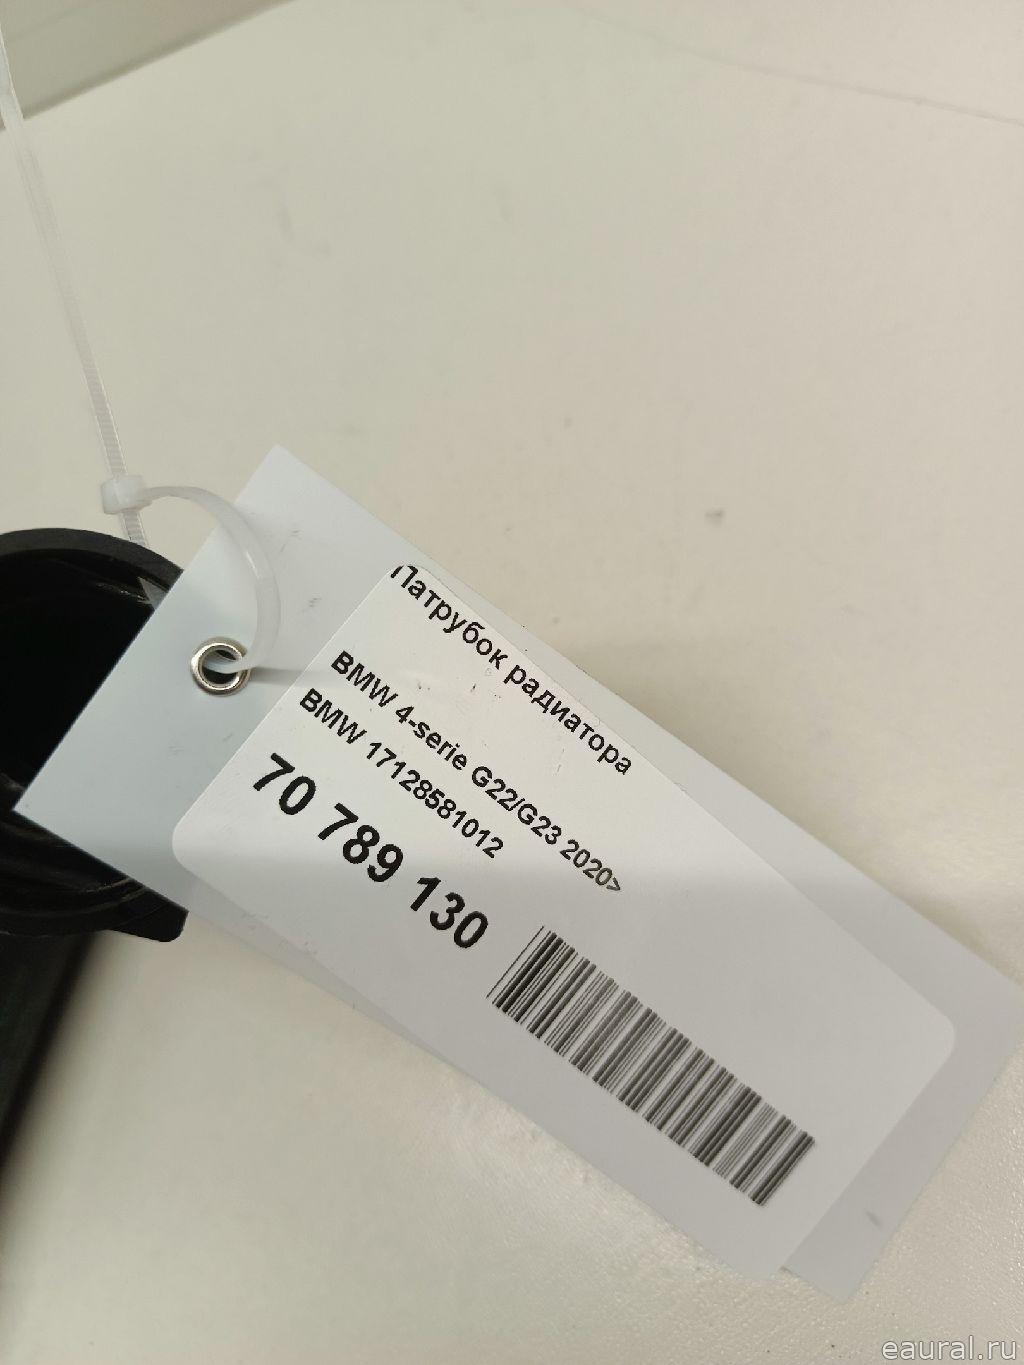 Патрубок радиатора
BMW 4-serie G22/G23 2020>
BMW 17128581012
70 789 130
eaural.ru